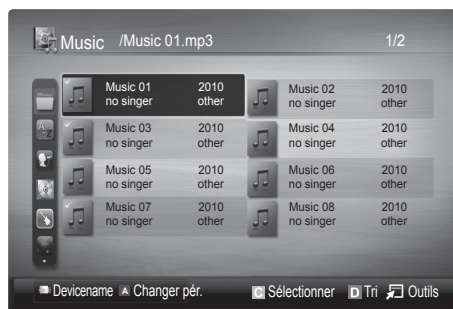 Music /Music 01.mp3 1/2
Music 01 2010 Music 02 2010
no singer other no singer other
Music 03 2010 Music 04 2010
no singer other no singer other
Music 05 2010 Music 06 2010
no singer other no singer other
Music 07 2010 Music 08 2010
no singer other no singer other
Devicename A Changer pér. C Sélectionner D Tri Outils